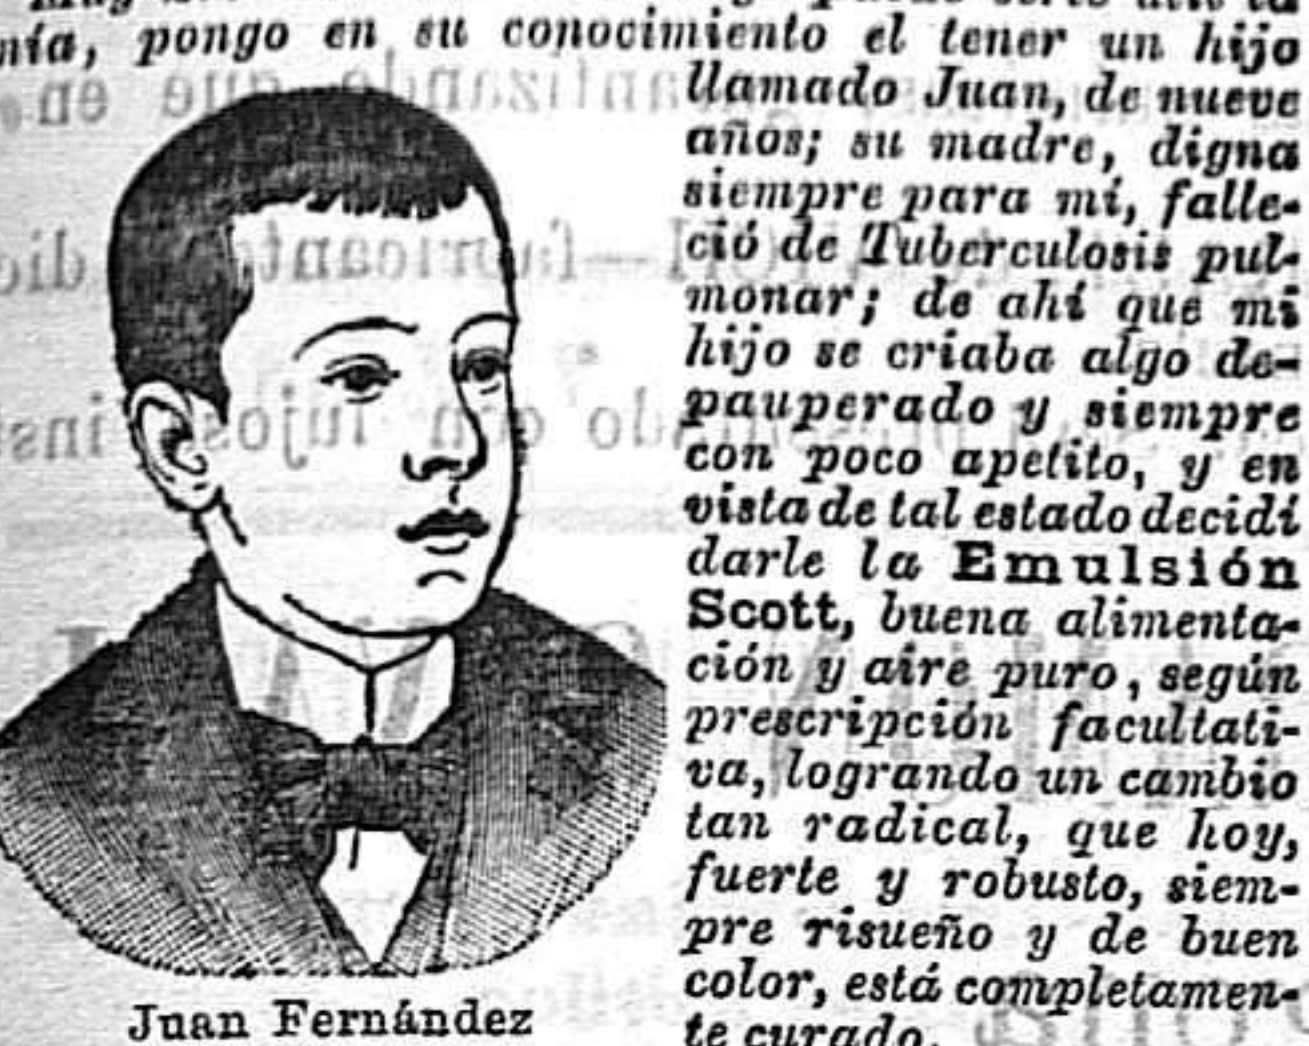 nía, pongo en su conocimiento el tener un hijo
llamado Juan, de nueve
años; su madre, digna
siempre para mí, falle-
ció de Tuberculosis pul-
monar; de ahí que mi
hijo se criaba algo de-
pauperado y siempre
con poco apetito, y en
vista de tal estado decidí
darle la Emulsión
Scott, buena alimenta-
ción y aire puro, según
prescripción facultati-
va, logrando un cambio
tan radical, que hoy,
fuerte y robusto, siem-
pre risueño y de buen
color, está completamen-
te curado.
Juan Fernández